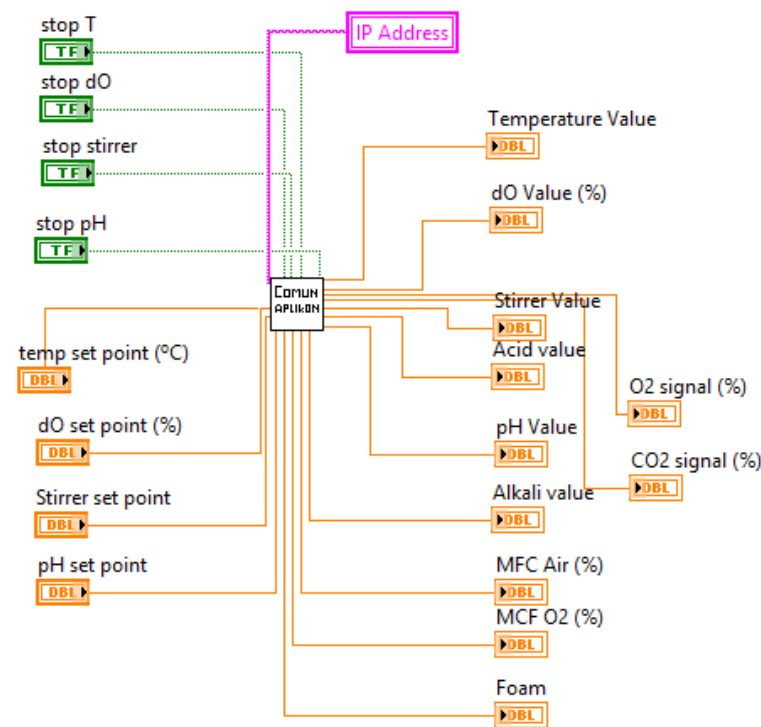 stop T
TF
IP Address
stop dO
TF
stop stirrer
TF
stop pH
TF
Temperature Value
DBL
dO Value (%)
DBL
COMUN
APLIKON
Stirrer Value
DBL
Acid value
DBL
temp set point (ºC)
DBL
O2 signal (%)
DBL
dO set point (%)
DBL
pH Value
DBL
CO2 signal (%)
DBL
Stirrer set point
DBL
Alkali value
DBL
pH set point
DBL
MFC Air (%)
DBL
MCF O2 (%)
DBL
Foam
DBL